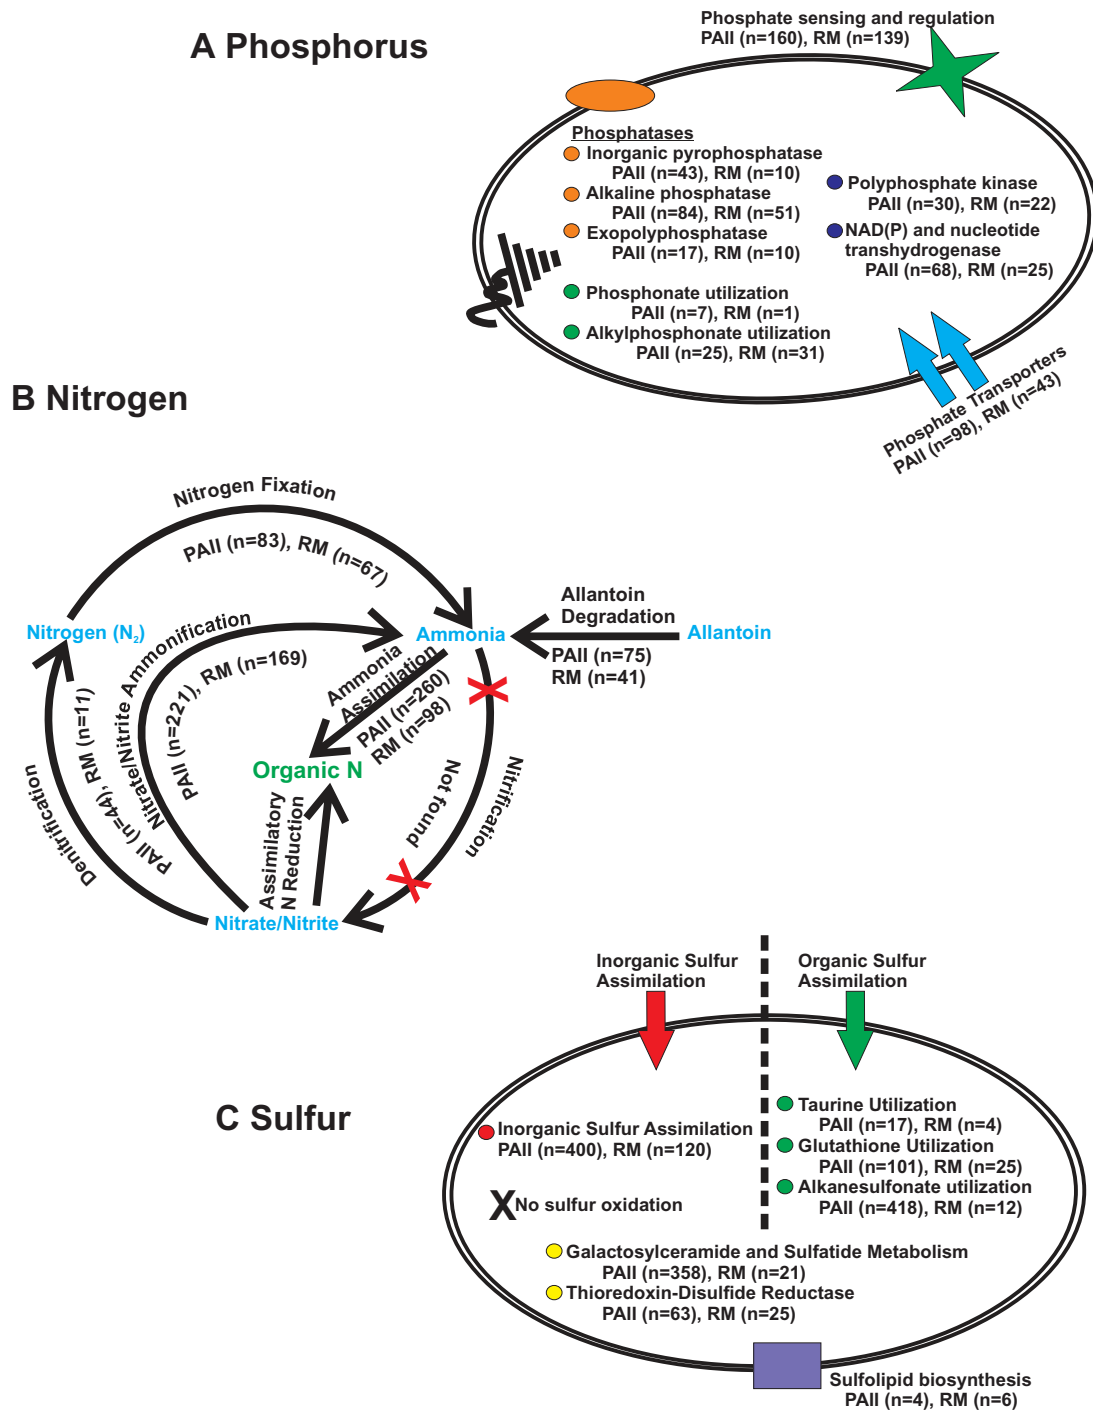 A Phosphorus
Phosphate sensing and regulation
PAII (n=160), RM (n=139)
Phosphatases
Inorganic pyrophosphatase
PAII (n=43), RM (n=10)
Alkaline phosphatase
PAII (n=84), RM (n=51)
Exopolyphosphatase
PAII (n=17), RM (n=10)
Phosphonate utilization
PAII (n=7), RM (n=1)
Alkylphosphonate utilization
PAII (n=25), RM (n=31)
Polyphosphate kinase
PAII (n=30), RM (n=22)
NAD(P) and nucleotide
transhydrogenase
PAII (n=68), RM (n=25)
Phosphate Transporters
PAII (n=98), RM (n=43)
B Nitrogen
Nitrogen Fixation
PAII (n=83), RM (n=67)
Nitrogen (N₂)
Ammonia
Allantoin
Degradation
PAII (n=75)
RM (n=41)
Allantoin
Nitrate/Nitrite Ammonification
PAII (n=221), RM (n=169)
Ammonia
Assimilation
PAII (n=260)
RM (n=98)
Denitrification
PAII (n=44), RM (n=11)
Organic N
Assimilatory
N Reduction
Nitrification
Not found
Nitrate/Nitrite
C Sulfur
Inorganic Sulfur
Assimilation
Organic Sulfur
Assimilation
Inorganic Sulfur Assimilation
PAII (n=400), RM (n=120)
X No sulfur oxidation
Taurine Utilization
PAII (n=17), RM (n=4)
Glutathione Utilization
PAII (n=101), RM (n=25)
Alkanesulfonate utilization
PAII (n=418), RM (n=12)
Galactosylceramide and Sulfatide Metabolism
PAII (n=358), RM (n=21)
Thioredoxin-Disulfide Reductase
PAII (n=63), RM (n=25)
Sulfolipid biosynthesis
PAII (n=4), RM (n=6)